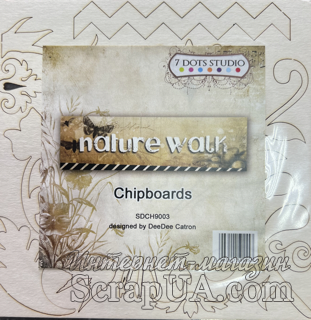 7 DOTS STUDIO
nature walk
Chipboards
SDCH9003
designed by DeeDee Catron
Интернет-магазин
ScrapUA.com